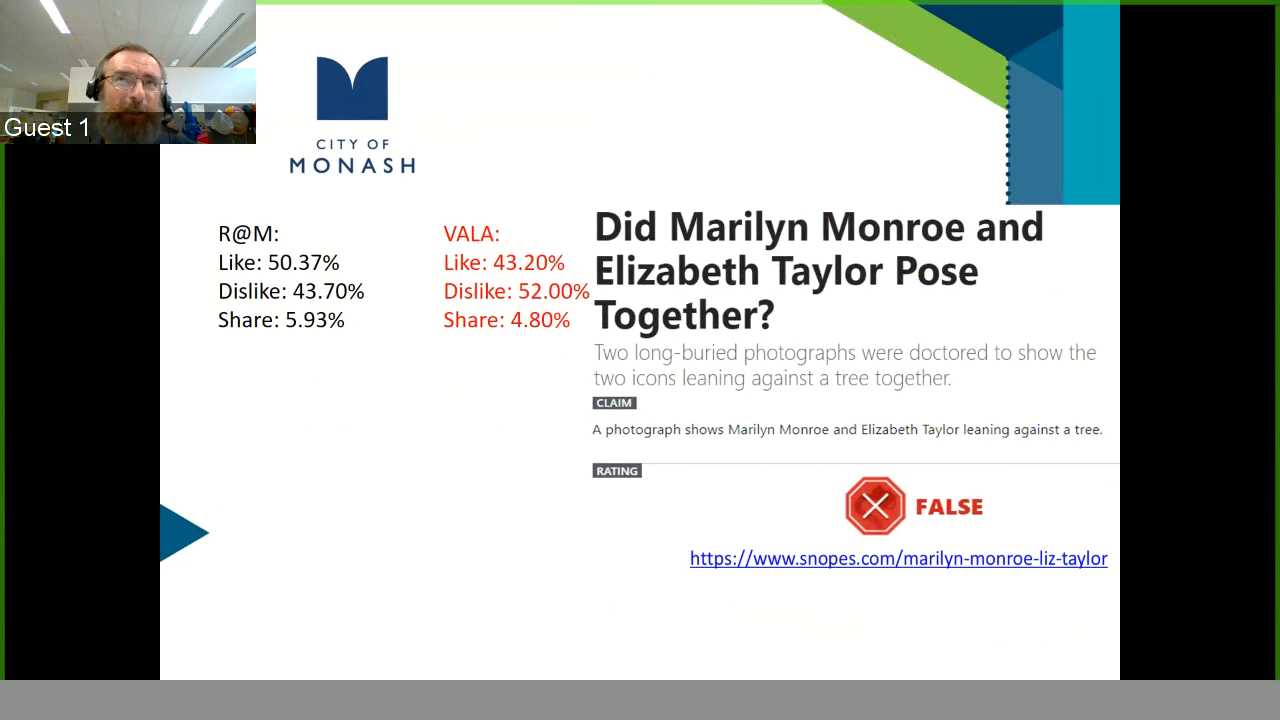 Guest 1
CITY OF
MONASH
R@M:
Like: 50.37%
Dislike: 43.70%
Share: 5.93%
VALA:
Like: 43.20%
Dislike: 52.00%
Share: 4.80%
Did Marilyn Monroe and
Elizabeth Taylor Pose
Together?
Two long-buried photographs were doctored to show the
two icons leaning against a tree together.
CLAIM
A photograph shows Marilyn Monroe and Elizabeth Taylor leaning against a tree.
RATING
FALSE
https://www.snopes.com/marilyn-monroe-liz-taylor